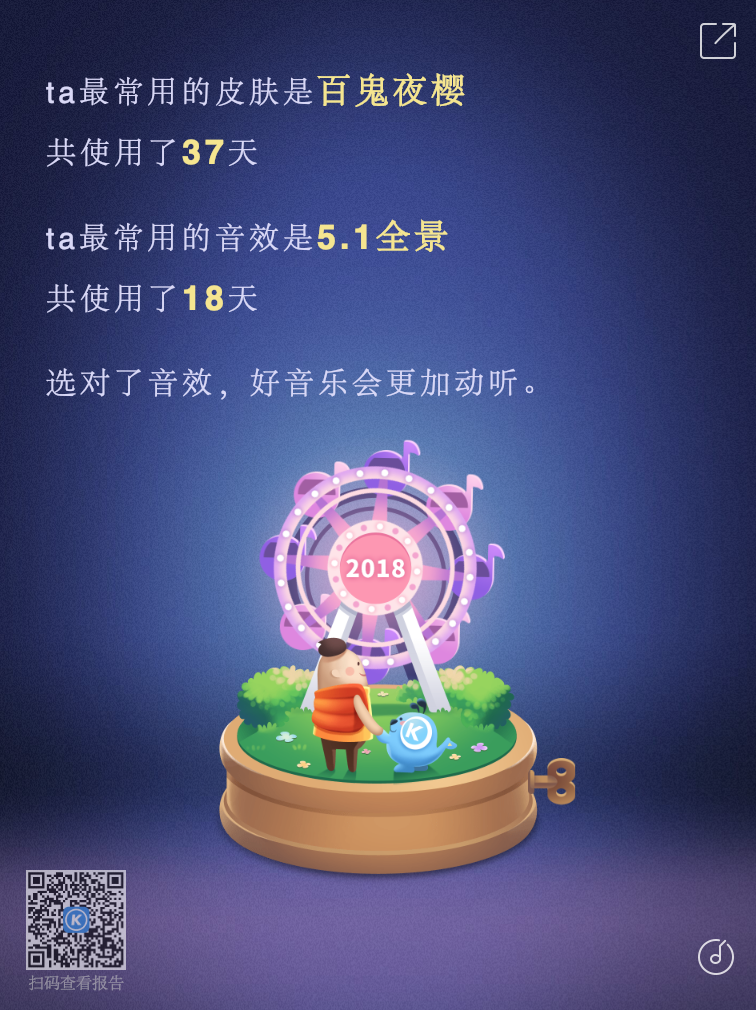 ta最常用的皮肤是百鬼夜樱
共使用了37天
ta最常用的音效是5.1全景
共使用了18天
选对了音效，好音乐会更加动听。
2018
K
K
扫码查看报告